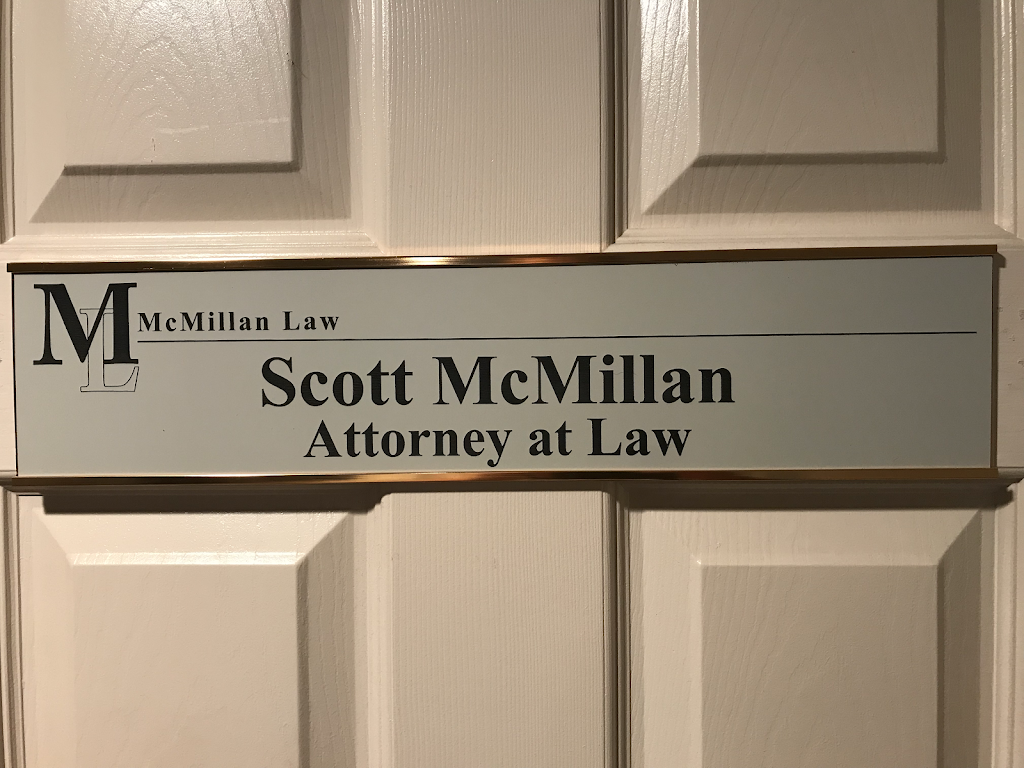 ML
McMillan Law
Scott McMillan
Attorney at Law